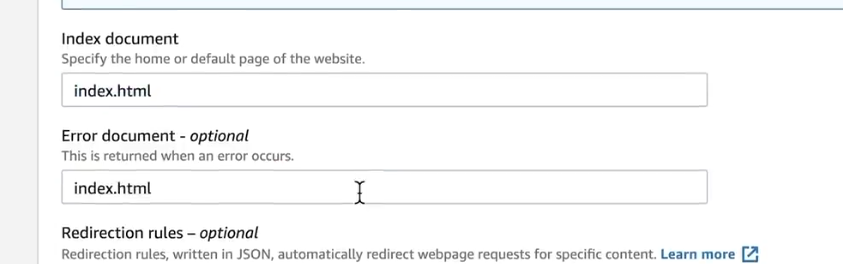 Index document
Specify the home or default page of the website.
index.html
Error document - optional
This is returned when an error occurs.
index.html
Redirection rules – optional
Redirection rules, written in JSON, automatically redirect webpage requests for specific content. Learn more